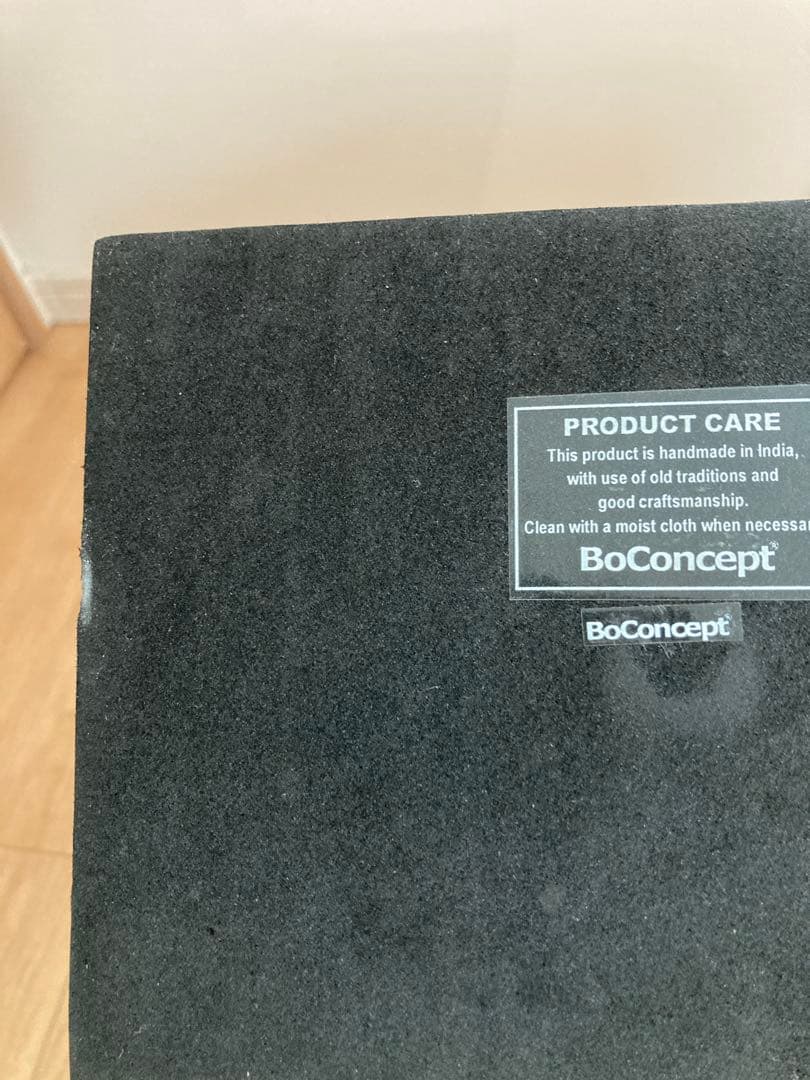 PRODUCT CARE
This product is handmade in India,
with use of old traditions and
good craftsmanship.
Clean with a moist cloth when necessar
BoConcept®
BoConcept®